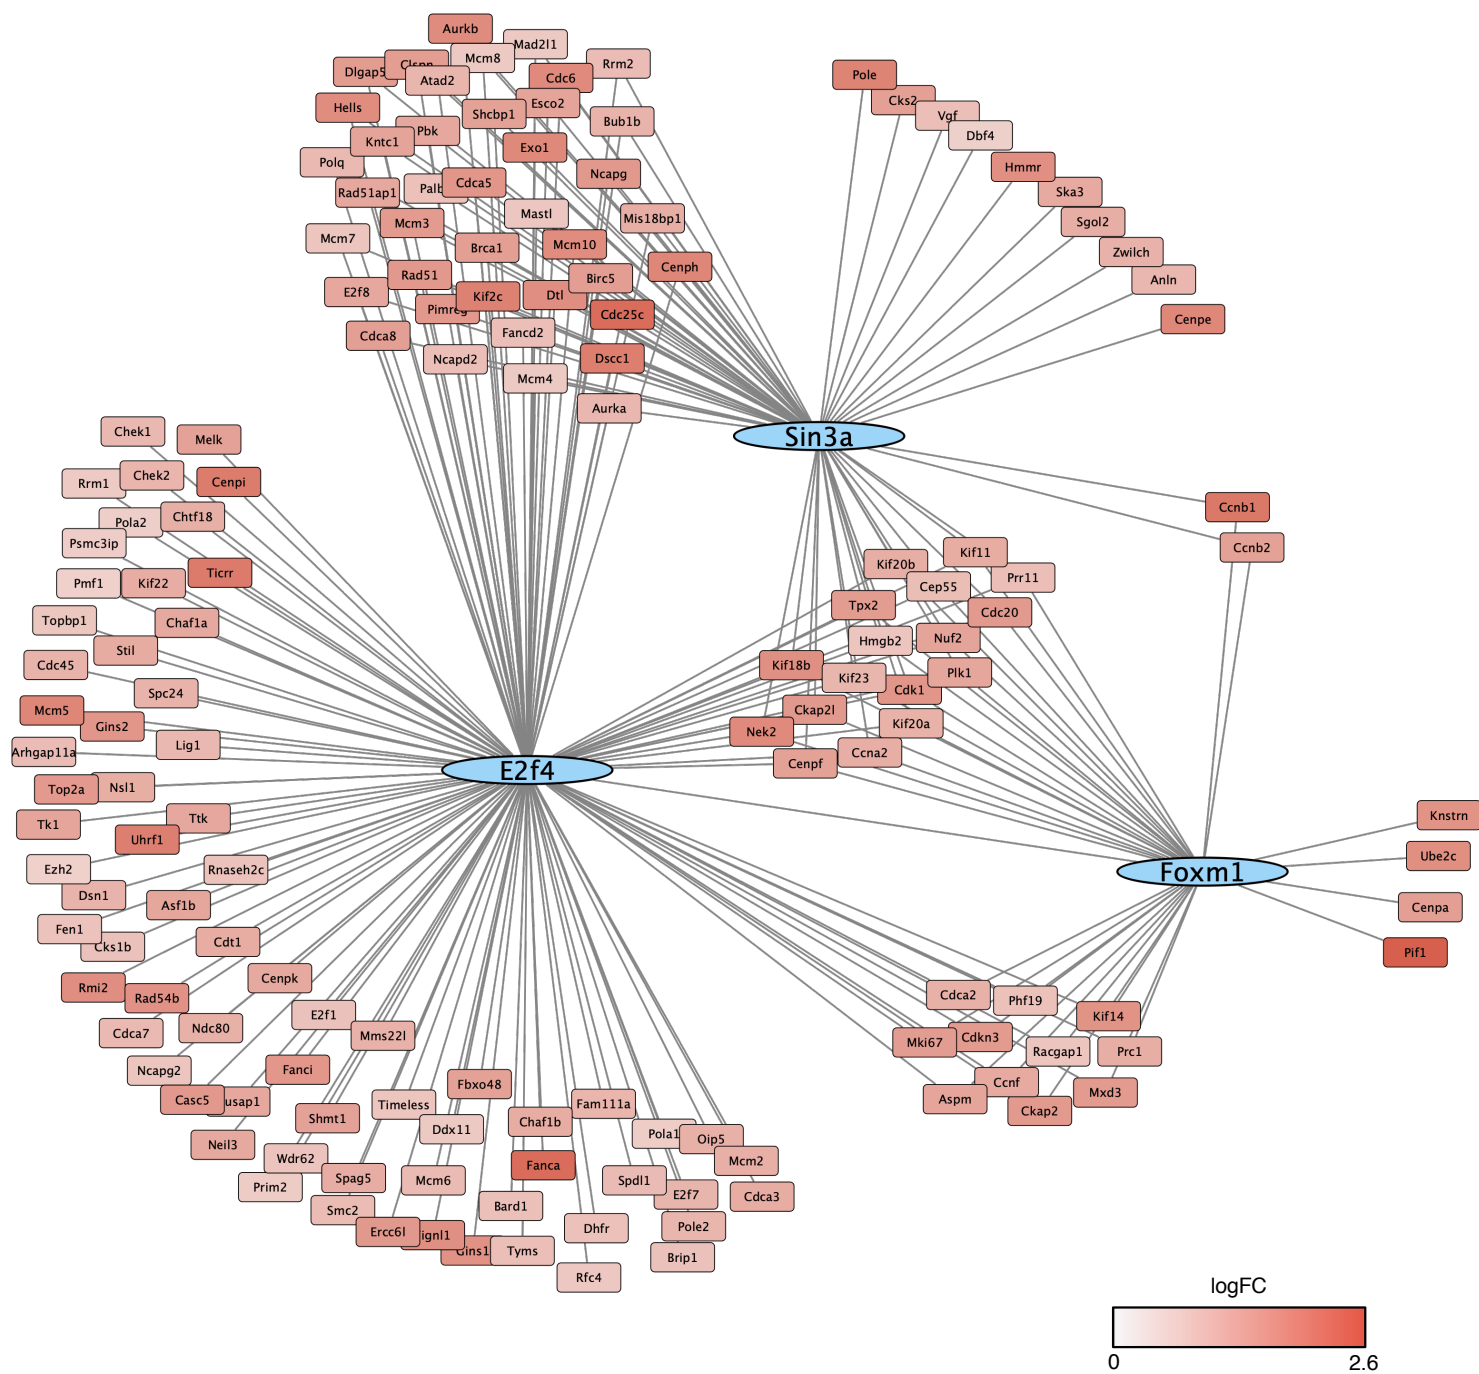 Aurkb
Mad2l1
Mcm8
Rrm2
Dlgap5
Clspn
Atad2
Cdc6
Hells
Shcbp1
Esco2
Bub1b
Pbk
Kntc1
Exo1
Polq
Ncapg
Rad51ap1
Cdca5
Mcm3
Mastl
Mis18bp1
Mcm7
Brca1
Mcm10
Cenph
Rad51
Birc5
E2f8
Kif2c
Dtl
Pimreg
Cdc25c
Cdca8
Fancd2
Ncapd2
Dscc1
Mcm4
Aurka
Pole
Cks2
Vgf
Dbf4
Hmmr
Ska3
Sgol2
Zwilch
Anln
Cenpe
Sin3a
Chek1
Melk
Rrm1
Chek2
Cenpi
Pola2
Chtf18
Psmc3ip
Pmf1
Kif22
Ticrr
Topbp1
Chaf1a
Cdc45
Stil
Spc24
Mcm5
Gins2
Arhgap11a
Lig1
Top2a
Nsl1
Tk1
Ttk
Uhrf1
Ezh2
Rnaseh2c
Dsn1
Asf1b
Fen1
Cks1b
Cdt1
Rmi2
Rad54b
Cenpk
Cdca7
Ndc80
E2f1
Mms22l
Ncapg2
Fanci
Casc5
usap1
Neil3
Shmt1
Wdr62
Prim2
Spag5
Smc2
Ercc6l
ignl1
Gins1
Tyms
Timeless
Fbxo48
Ddx11
Mcm6
Bard1
Chaf1b
Fanca
Fam111a
Dhfr
Rfc4
Spdl1
Pola1
Oip5
Mcm2
E2f7
Cdca3
Pole2
Brip1
E2f4
Ccnb1
Ccnb2
Kif20b
Kif11
Cep55
Prr11
Tpx2
Cdc20
Hmgb2
Nuf2
Kif18b
Kif23
Plk1
Cdk1
Ckap2l
Kif20a
Nek2
Ccna2
Cenpf
Foxm1
Knstrn
Ube2c
Cenpa
Pif1
Cdca2
Phf19
Kif14
Mki67
Cdkn3
Racgap1
Prc1
Ccnf
Aspm
Mxd3
Ckap2
logFC
0
2.6